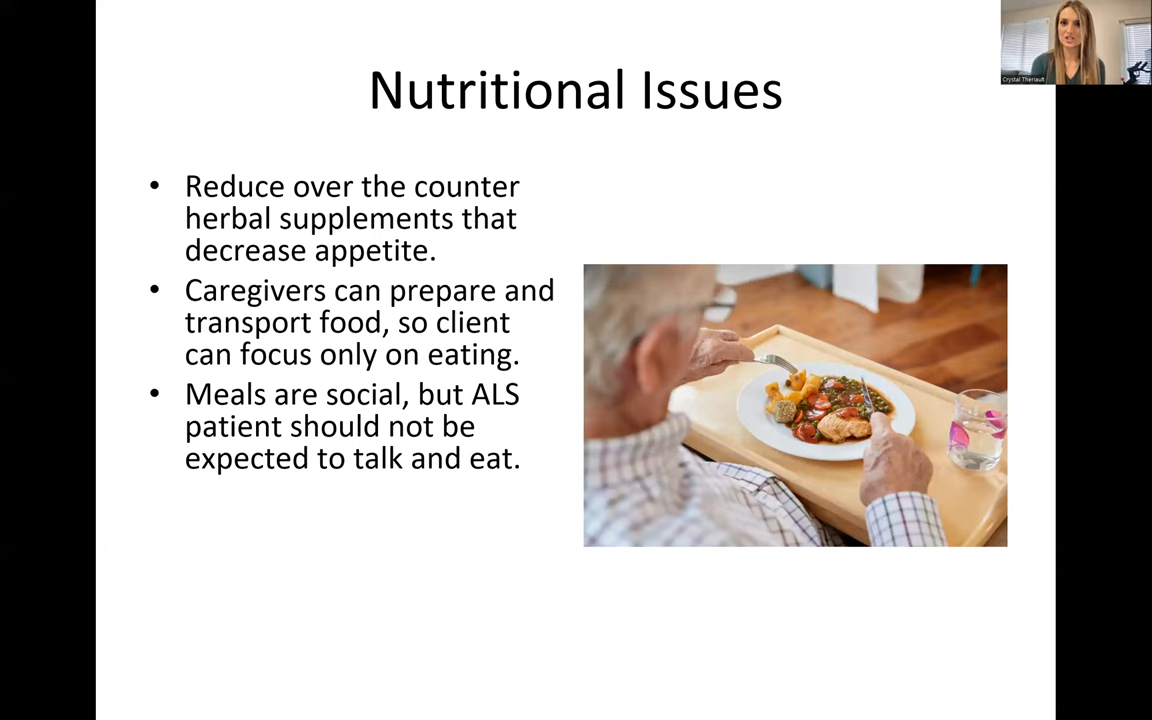 Crystal Theriault
Nutritional Issues
• Reduce over the counter
herbal supplements that
decrease appetite.
• Caregivers can prepare and
transport food, so client
can focus only on eating.
• Meals are social, but ALS
patient should not be
expected to talk and eat.